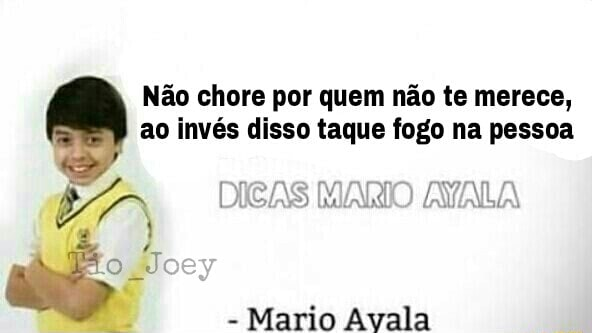 Não chore por quem não te merece,
ao invés disso taque fogo na pessoa
DICAS MARIO AYALA
Tio_Joey
- Mario Ayala